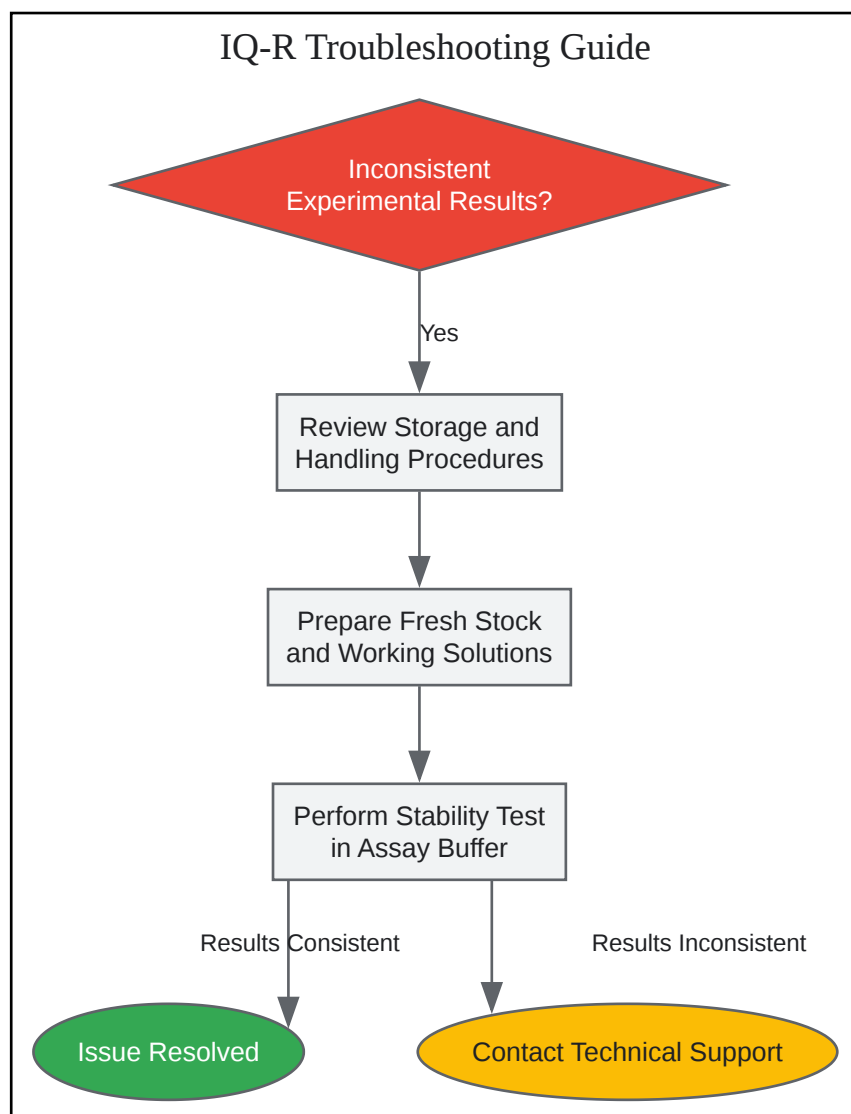 IQ-R Troubleshooting Guide
Inconsistent
Experimental Results?
Yes
Review Storage and
Handling Procedures
Prepare Fresh Stock
and Working Solutions
Perform Stability Test
in Assay Buffer
Results Consistent
Results Inconsistent
Issue Resolved
Contact Technical Support